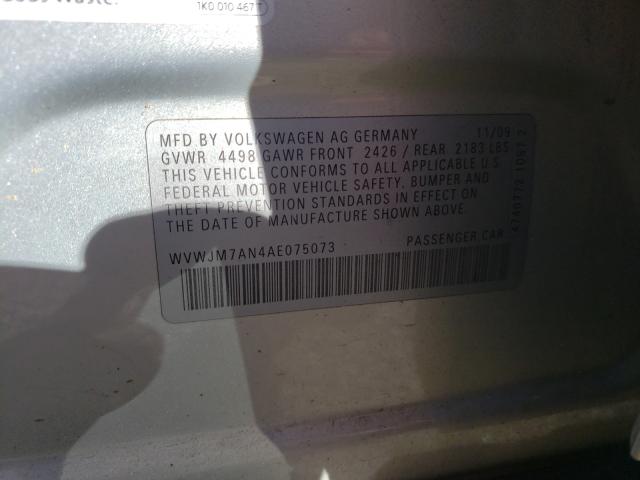 1K0 010 467 T
MFD BY VOLKSWAGEN AG GERMANY 11/09
GVWR 4498 GAWR FRONT 2426 / REAR 2183 LBS
THIS VEHICLE CONFORMS TO ALL APPLICABLE U.S
FEDERAL MOTOR VEHICLE SAFETY, BUMPER AND
THEFT PREVENTION STANDARDS IN EFFECT ON
THE DATE OF MANUFACTURE SHOWN ABOVE.
WVWJM7AN4AE075073 PASSENGER CAR